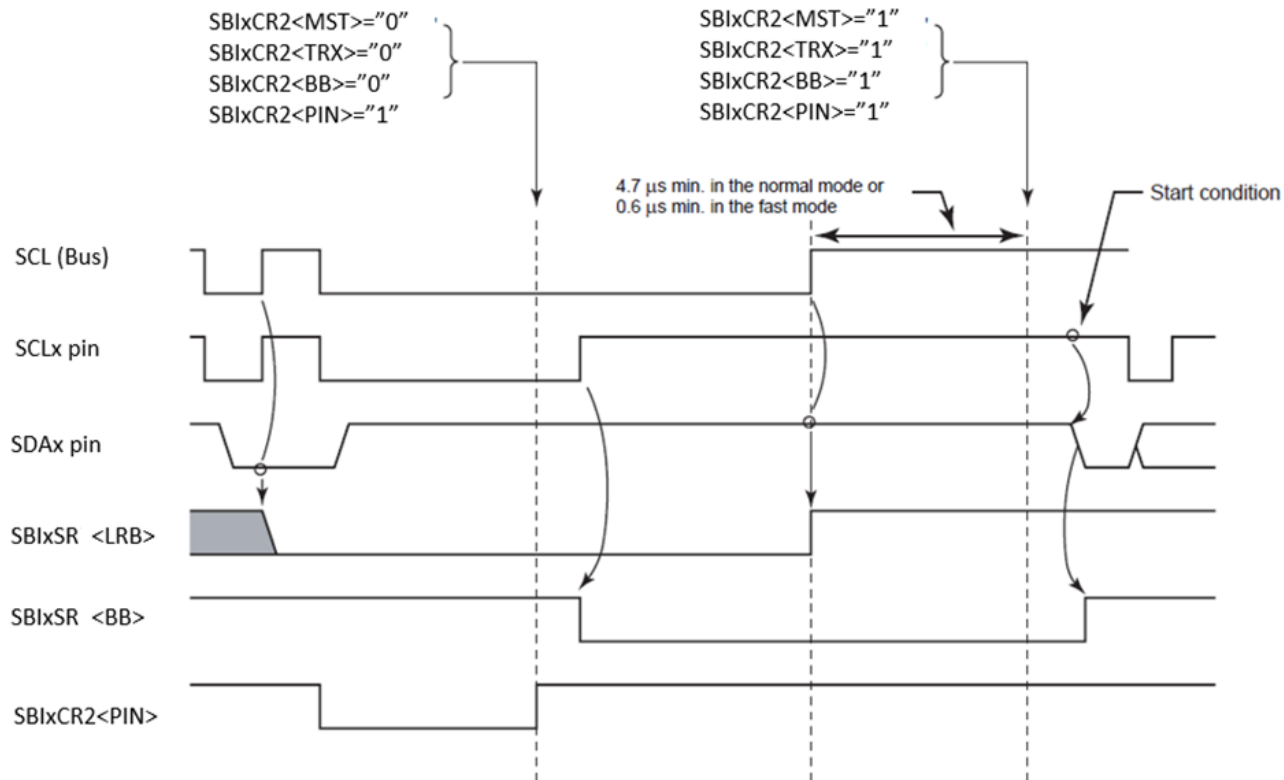 SBIxCR2<MST>=”0”
SBIxCR2<TRX>=”0”
SBIxCR2<BB>=”0”
SBIxCR2<PIN>=”1”
SBIxCR2<MST>=”1”
SBIxCR2<TRX>=”1”
SBIxCR2<BB>=”1”
SBIxCR2<PIN>=”1”
4.7 μs min. in the normal mode or
0.6 μs min. in the fast mode
Start condition
SCL (Bus)
SCLx pin
SDAx pin
SBIxSR <LRB>
SBIxSR <BB>
SBIxCR2<PIN>